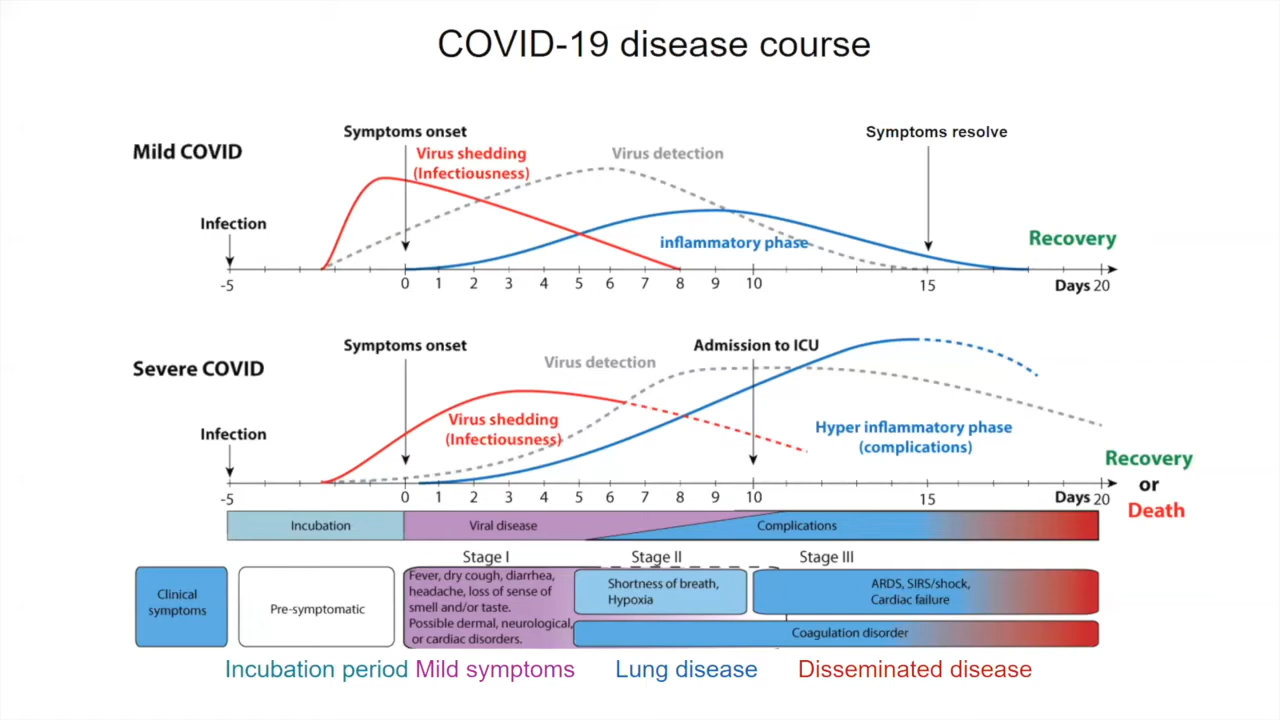 COVID-19 disease course
Mild COVID
Symptoms onset
Symptoms resolve
Virus shedding
(Infectiousness)
Virus detection
Infection
inflammatory phase
Recovery
-5 0 1 2 3 4 5 6 7 8 9 10 15 Days 20
Severe COVID
Symptoms onset
Admission to ICU
Virus detection
Virus shedding
(Infectiousness)
Infection
Hyper inflammatory phase
(complications)
Recovery
or
Death
-5 0 1 2 3 4 5 6 7 8 9 10 15 Days 20
Incubation Viral disease Complications
Stage I Stage II Stage III
Clinical
symptoms
Pre-symptomatic
Fever, dry cough, diarrhea,
headache, loss of sense of
smell and/or taste.
Possible dermal, neurological,
or cardiac disorders.
Shortness of breath,
Hypoxia
ARDS, SIRS/shock,
Cardiac failure
Coagulation disorder
Incubation period Mild symptoms Lung disease Disseminated disease